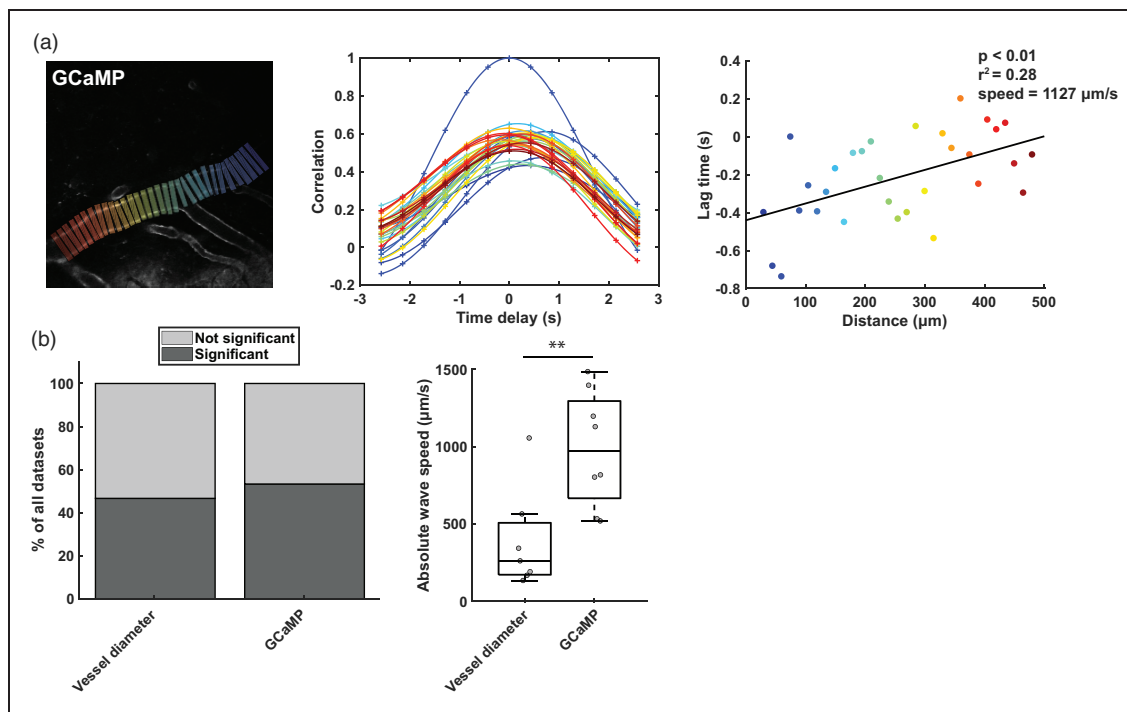 (a)
GCaMP
Correlation
1
0.8
0.6
0.4
0.2
0
-0.2
-3
-2
-1
0
1
2
3
Time delay (s)
p < 0.01
r² = 0.28
speed = 1127 µm/s
Lag time (s)
0.4
0.2
0
-0.2
-0.4
-0.6
-0.8
0
100
200
300
400
500
Distance (µm)
(b)
Not significant
Significant
% of all datasets
100
80
60
40
20
0
Vessel diameter
GCaMP
**
Absolute wave speed (µm/s)
1500
1000
500
0
Vessel diameter
GCaMP